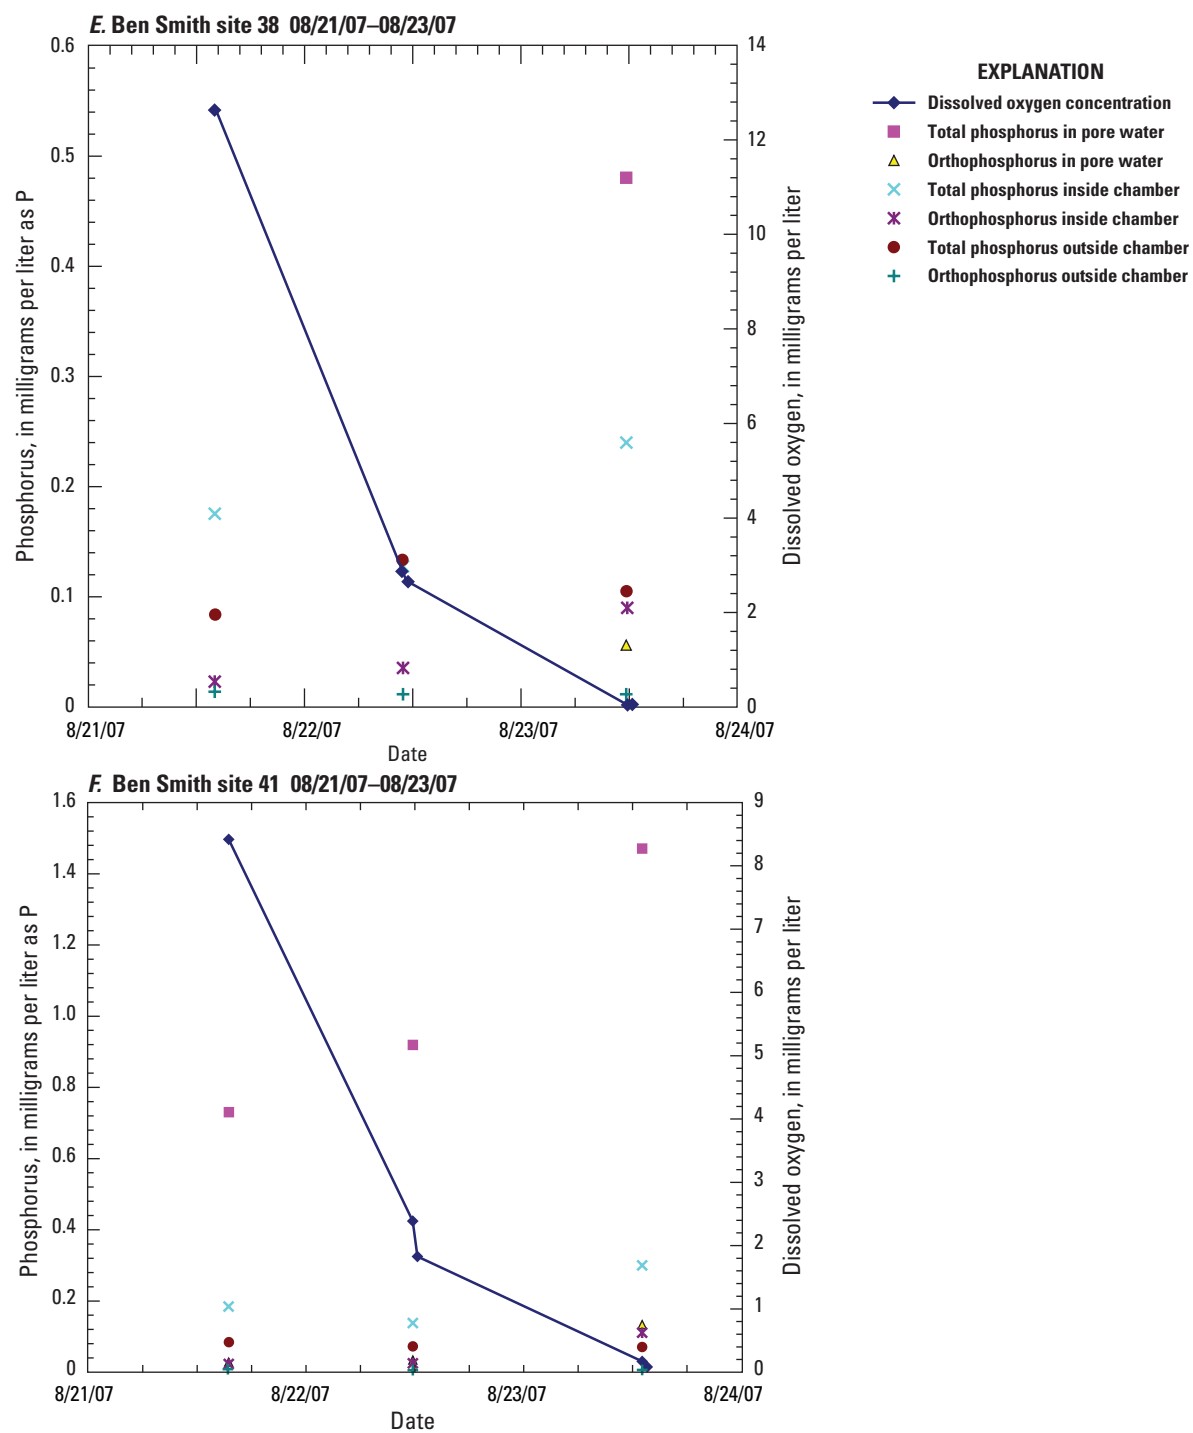 E. Ben Smith site 38 08/21/07–08/23/07
0.6
0.5
0.4
0.3
0.2
0.1
0
Phosphorus, in milligrams per liter as P
14
12
10
8
6
4
2
0
Dissolved oxygen, in milligrams per liter
8/21/07 8/22/07 8/23/07 8/24/07
Date
EXPLANATION
Dissolved oxygen concentration
Total phosphorus in pore water
Orthophosphorus in pore water
Total phosphorus inside chamber
Orthophosphorus inside chamber
Total phosphorus outside chamber
Orthophosphorus outside chamber
F. Ben Smith site 41 08/21/07–08/23/07
1.6
1.4
1.2
1.0
0.8
0.6
0.4
0.2
0
Phosphorus, in milligrams per liter as P
9
8
7
6
5
4
3
2
1
0
Dissolved oxygen, in milligrams per liter
8/21/07 8/22/07 8/23/07 8/24/07
Date